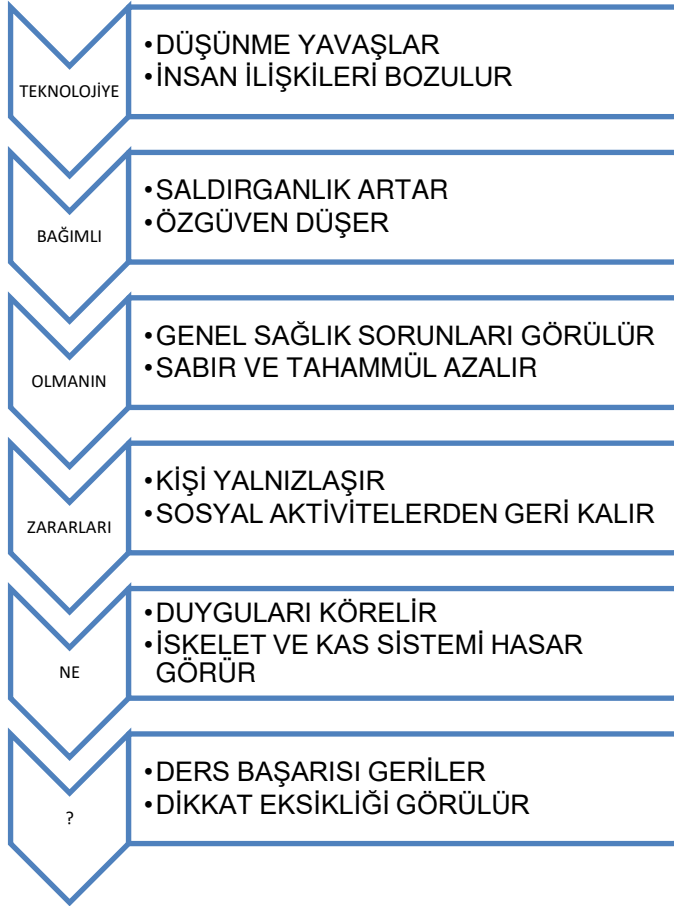 TEKNOLOJİYE
•DÜŞÜNME YAVAŞLAR
•İNSAN İLİŞKİLERİ BOZULUR
BAĞIMLI
•SALDIRGANLIK ARTAR
•ÖZGÜVEN DÜŞER
OLMANIN
•GENEL SAĞLIK SORUNLARI GÖRÜLÜR
•SABIR VE TAHAMMÜL AZALIR
ZARARLARI
•KİŞİ YALNIZLAŞIR
•SOSYAL AKTİVİTELERDEN GERİ KALIR
NE
•DUYGULARI KÖRELİR
•İSKELET VE KAS SİSTEMİ HASAR
GÖRÜR
?
•DERS BAŞARISI GERİLER
•DİKKAT EKSİKLİĞİ GÖRÜLÜR